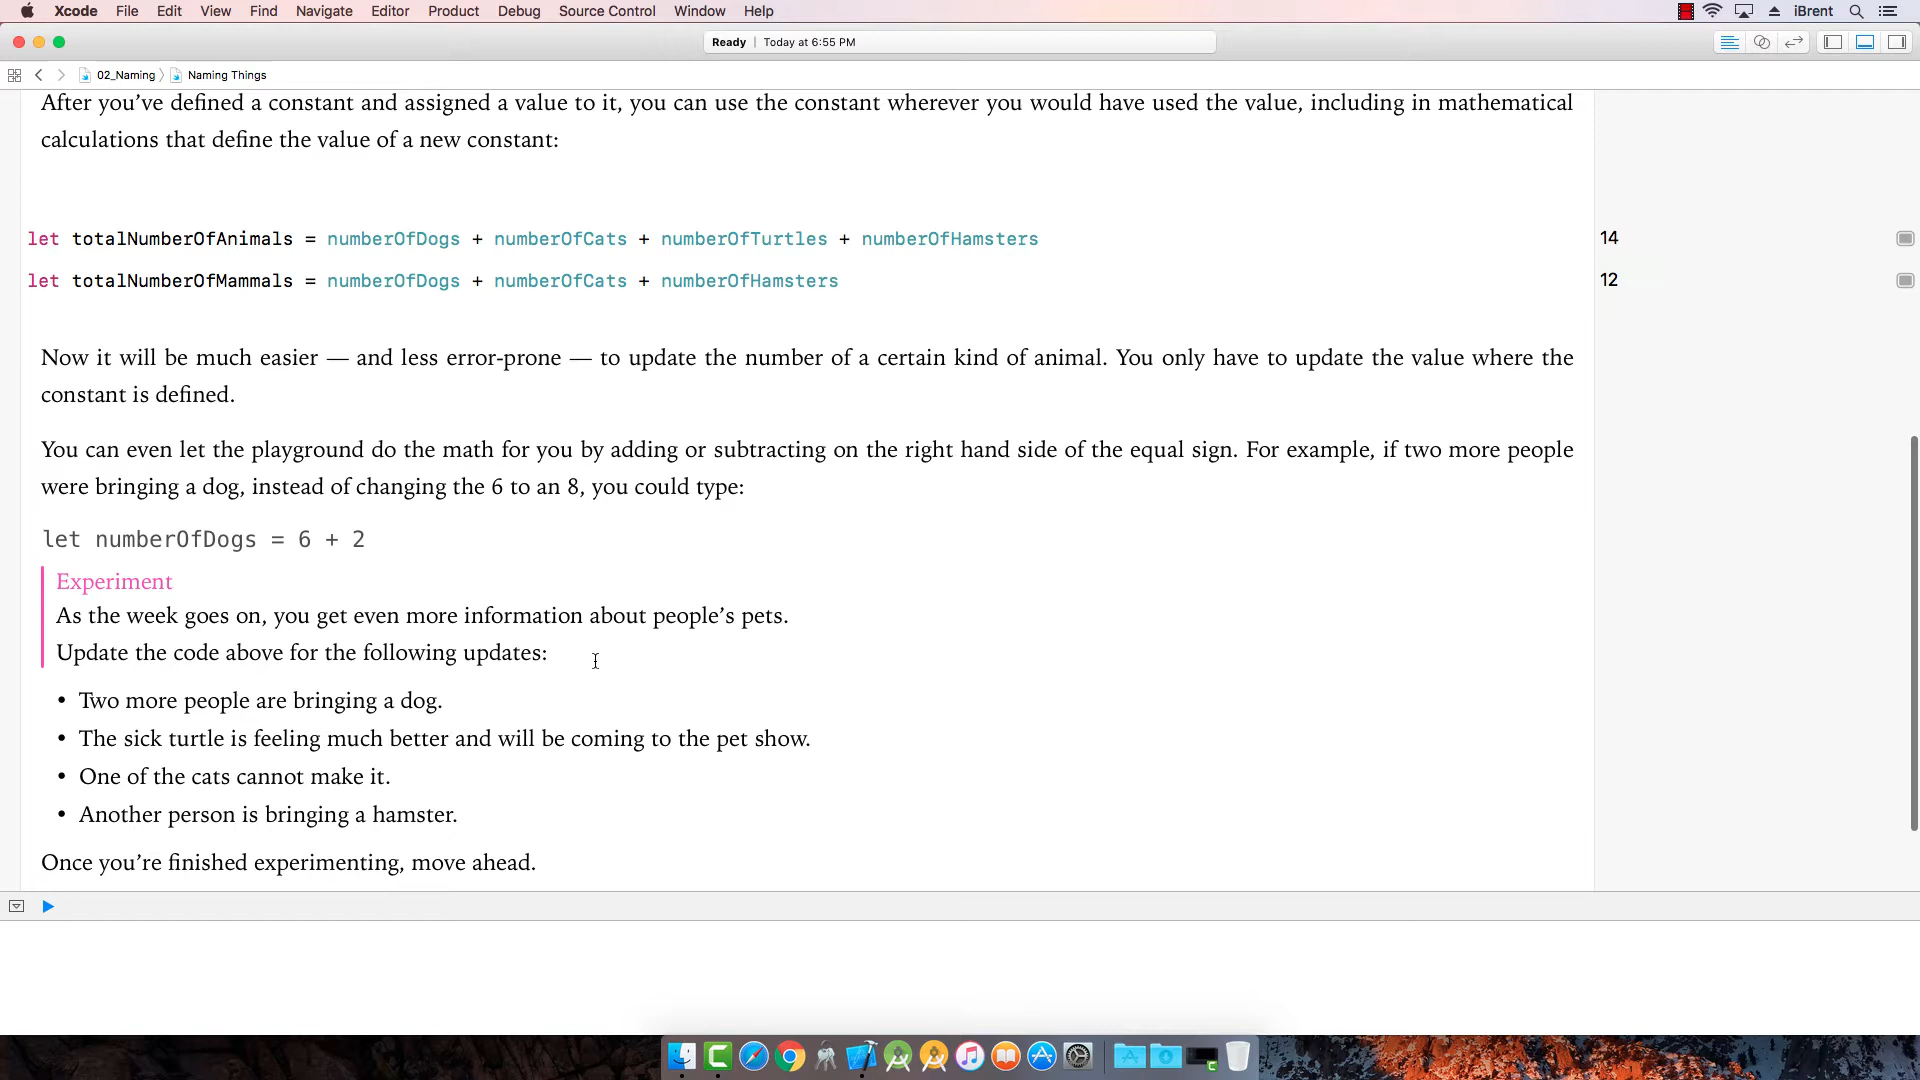 Xcode File Edit View Find Navigate Editor Product Debug Source Control Window Help iBrent
Ready | Today at 6:55 PM
02_Naming Naming Things
After you’ve defined a constant and assigned a value to it, you can use the constant wherever you would have used the value, including in mathematical
calculations that define the value of a new constant:
let totalNumberOfAnimals = numberOfDogs + numberOfCats + numberOfTurtles + numberOfHamsters 14
let totalNumberOfMammals = numberOfDogs + numberOfCats + numberOfHamsters 12
Now it will be much easier — and less error-prone — to update the number of a certain kind of animal. You only have to update the value where the
constant is defined.
You can even let the playground do the math for you by adding or subtracting on the right hand side of the equal sign. For example, if two more people
were bringing a dog, instead of changing the 6 to an 8, you could type:
let numberOfDogs = 6 + 2
Experiment
As the week goes on, you get even more information about people’s pets.
Update the code above for the following updates:
• Two more people are bringing a dog.
• The sick turtle is feeling much better and will be coming to the pet show.
• One of the cats cannot make it.
• Another person is bringing a hamster.
Once you’re finished experimenting, move ahead.